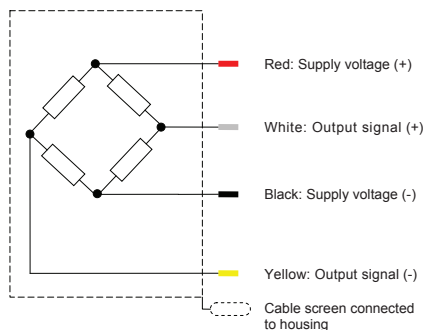 Red: Supply voltage (+)
White: Output signal (+)
Black: Supply voltage (-)
Yellow: Output signal (-)
Cable screen connected
to housing